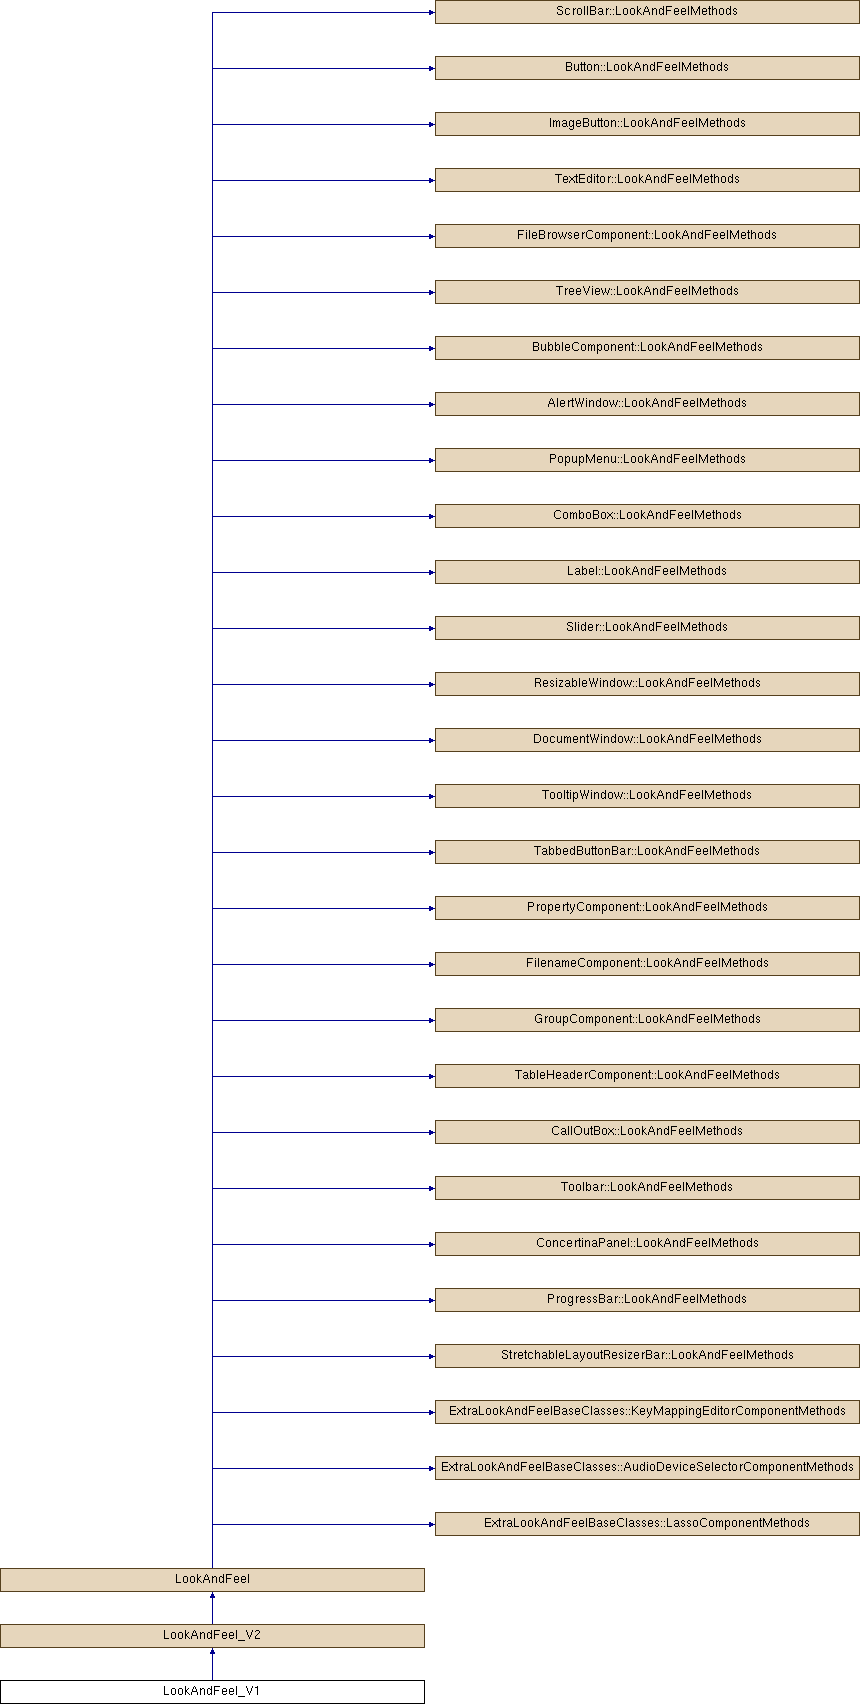 ScrollBar::LookAndFeelMethods
Button::LookAndFeelMethods
ImageButton::LookAndFeelMethods
TextEditor::LookAndFeelMethods
FileBrowserComponent::LookAndFeelMethods
TreeView::LookAndFeelMethods
BubbleComponent::LookAndFeelMethods
AlertWindow::LookAndFeelMethods
PopupMenu::LookAndFeelMethods
ComboBox::LookAndFeelMethods
Label::LookAndFeelMethods
Slider::LookAndFeelMethods
ResizableWindow::LookAndFeelMethods
DocumentWindow::LookAndFeelMethods
TooltipWindow::LookAndFeelMethods
TabbedButtonBar::LookAndFeelMethods
PropertyComponent::LookAndFeelMethods
FilenameComponent::LookAndFeelMethods
GroupComponent::LookAndFeelMethods
TableHeaderComponent::LookAndFeelMethods
CallOutBox::LookAndFeelMethods
Toolbar::LookAndFeelMethods
ConcertinaPanel::LookAndFeelMethods
ProgressBar::LookAndFeelMethods
StretchableLayoutResizerBar::LookAndFeelMethods
ExtraLookAndFeelBaseClasses::KeyMappingEditorComponentMethods
ExtraLookAndFeelBaseClasses::AudioDeviceSelectorComponentMethods
ExtraLookAndFeelBaseClasses::LassoComponentMethods
LookAndFeel
LookAndFeel_V2
LookAndFeel_V1